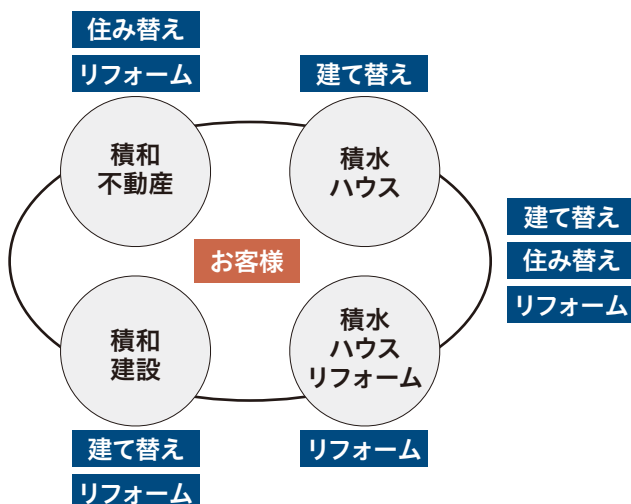 住み替え
リフォーム
建て替え
積和
不動産
積水
ハウス
建て替え
お客様
住み替え
リフォーム
積和
建設
積水
ハウス
リフォーム
建て替え
リフォーム
リフォーム